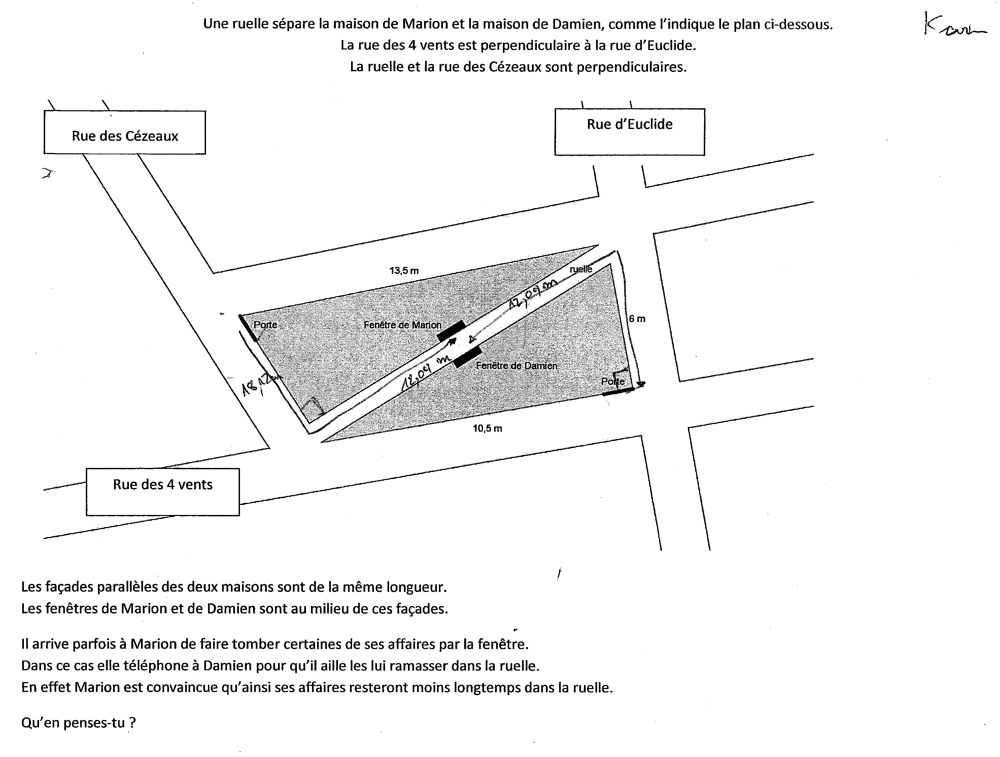 Une ruelle sépare la maison de Marion et la maison de Damien, comme l'indique le plan ci-dessous.
La rue des 4 vents est perpendiculaire à la rue d'Euclide.
La ruelle et la rue des Cézeaux sont perpendiculaires.
Rue des Cézeaux
Rue d'Euclide
13,5 m
ruelle
12,09 m
Porte
Fenêtre de Marion
6 m
12,09 m
Fenêtre de Damien
18,12m
Porte
10,5 m
Rue des 4 vents
Les façades parallèles des deux maisons sont de la même longueur.
Les fenêtres de Marion et de Damien sont au milieu de ces façades.
Il arrive parfois à Marion de faire tomber certaines de ses affaires par la fenêtre.
Dans ce cas elle téléphone à Damien pour qu'il aille les lui ramasser dans la ruelle.
En effet Marion est convaincue qu'ainsi ses affaires resteront moins longtemps dans la ruelle.
Qu'en penses-tu ?